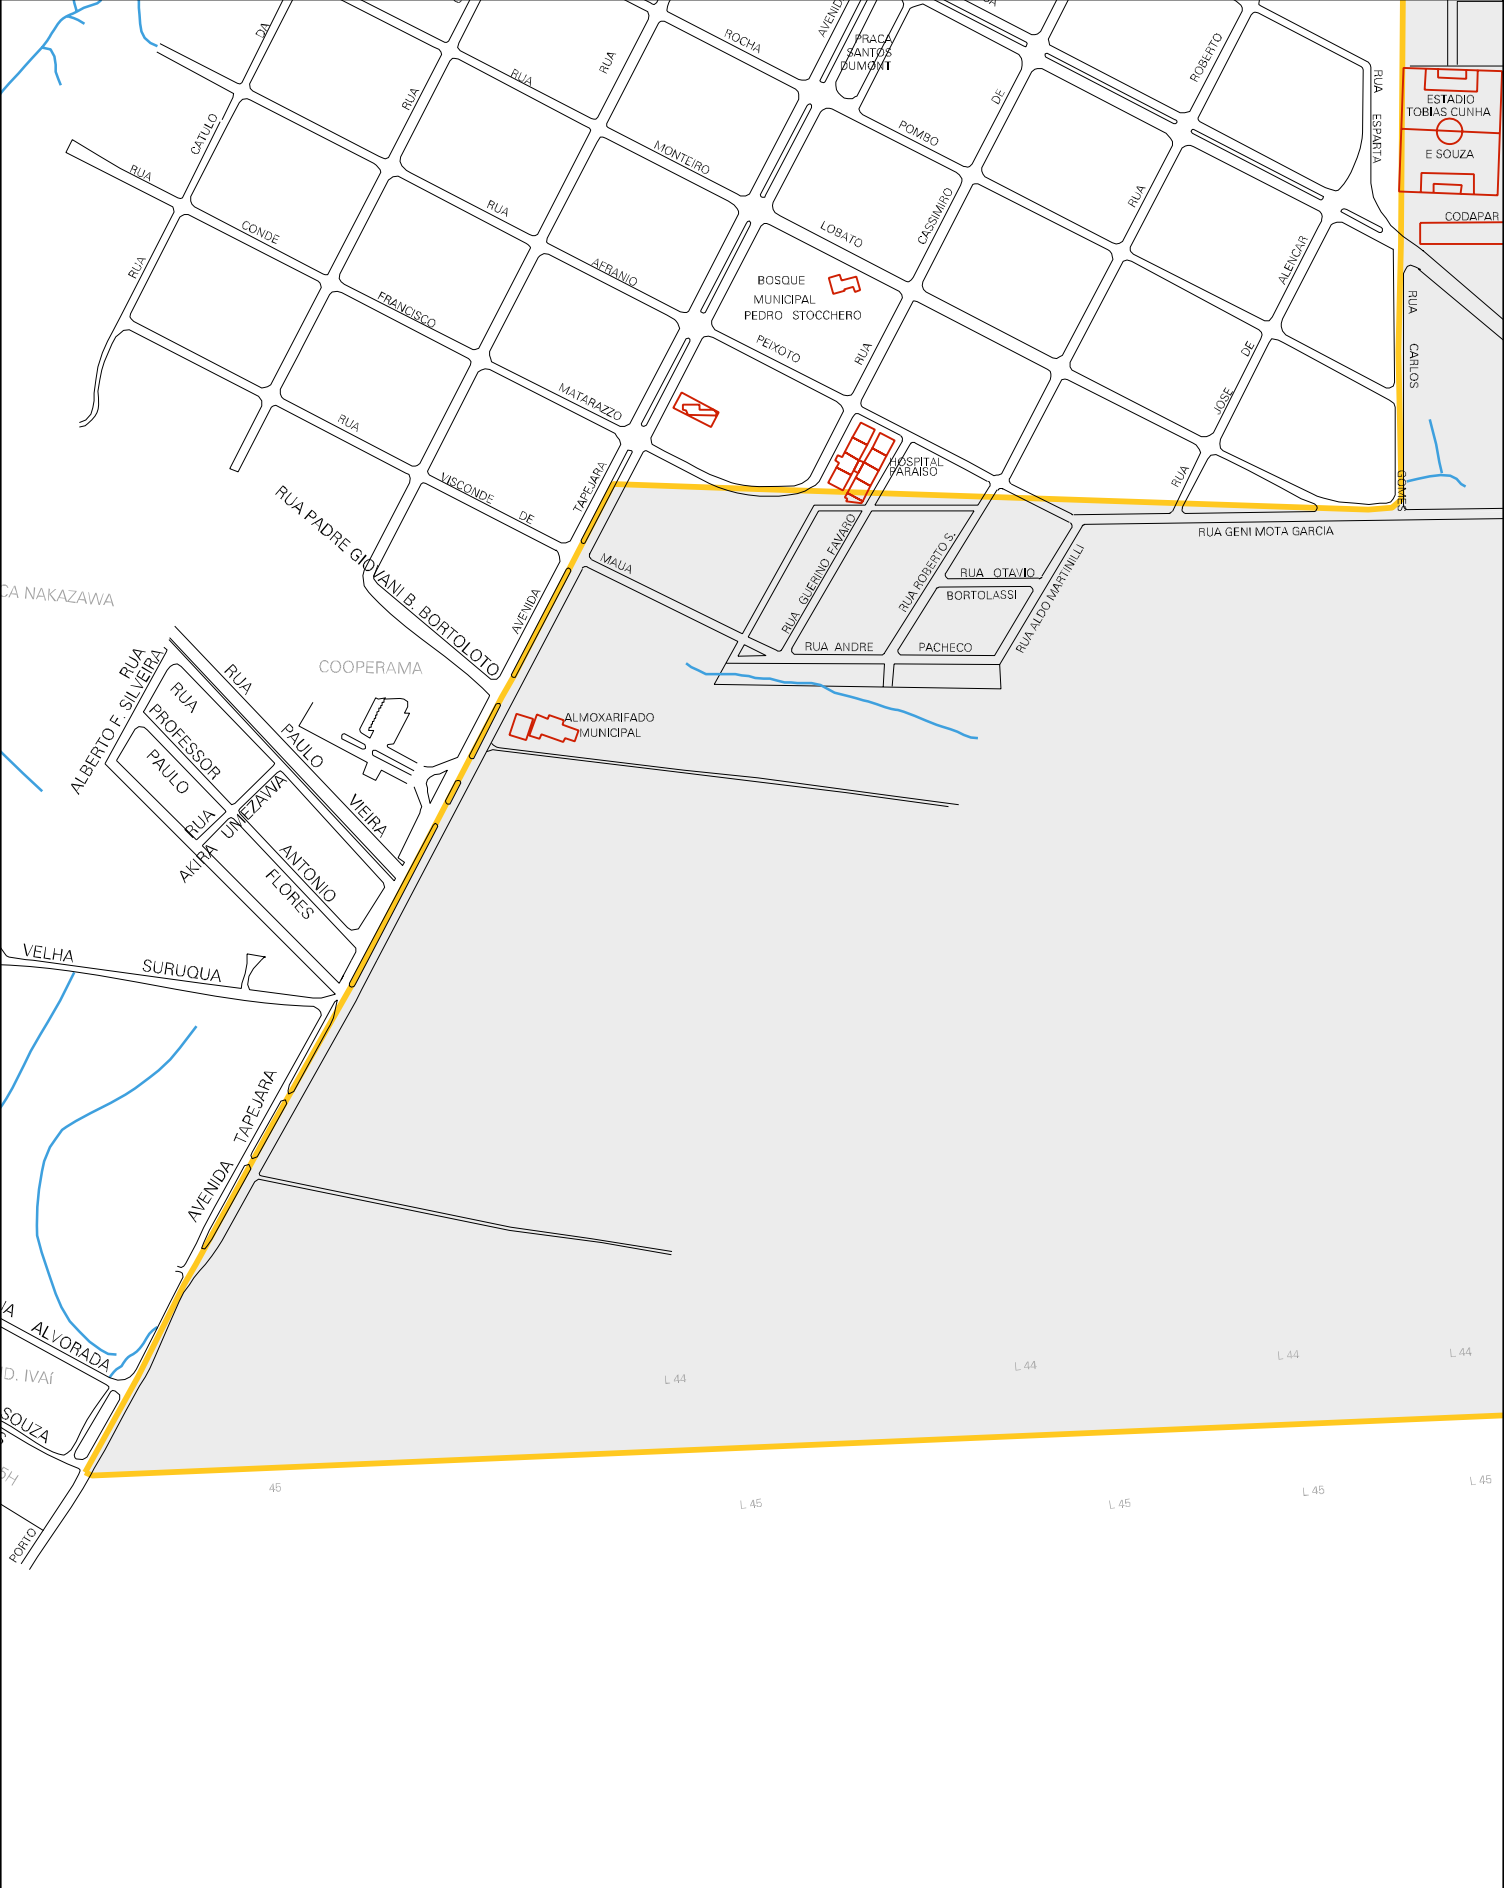 DA
RUA
ROCHA
AVENID
PRACA
SANTOS
DUMONT
ROBERTO
RUA ESPARTA
ESTADIO
TOBIAS CUNHA
E SOUZA
CODAPAR
CATULO
RUA
RUA
RUA
MONTEIRO
POMBO
DE
RUA
RUA
CONDE
AFRANIO
LOBATO
CASSIMIRO
ALENCAR
RUA
FRANCISCO
BOSQUE
MUNICIPAL
PEDRO STOCCHERO
PEIXOTO
RUA
DE
RUA CARLOS GOMES
JOSE
MATARAZZO
RUA
VISCONDE DE
TAPEJARA
HOSPITAL
PARAISO
RUA
RUA GENI MOTA GARCIA
RUA PADRE GIOVANI B. BORTOLOTO
MAUA
RUA GUERINO FAVARO
RUA ROBERTO S.
RUA OTAVIO
BORTOLASSI
RUA ALDO MARTINILLI
RUA ANDRE PACHECO
CA NAKAZAWA
AVENIDA
COOPERAMA
RUA
ALBERTO F. SILVEIRA
RUA PAULO VIEIRA
RUA
PROFESSOR
PAULO
ALMOXARIFADO
MUNICIPAL
RUA
AKIRA UMEZAWA
ANTONIO
FLORES
VELHA SURUQUA
AVENIDA TAPEJARA
ALVORADA
D. IVAÍ
SOUZA
PORTO
L 44
L 44
L 44
L 44
45
L 45
L 45
L 45
L 45